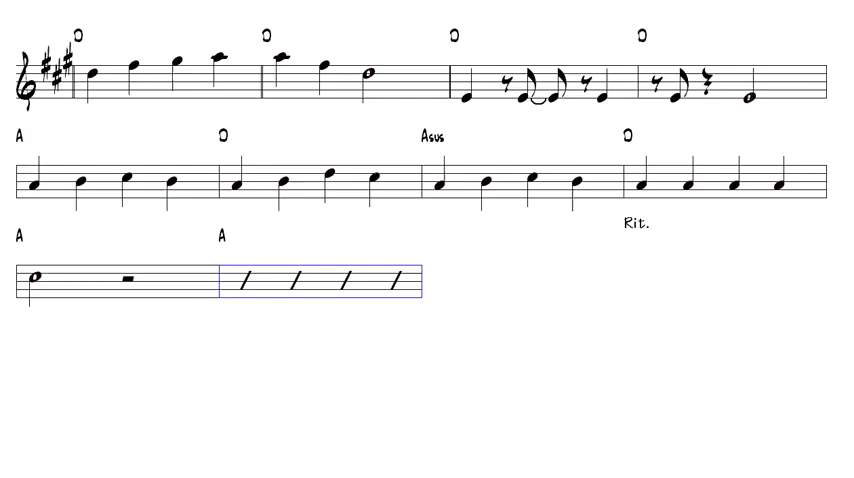 D D D D
A D Asus D
Rit.
A A